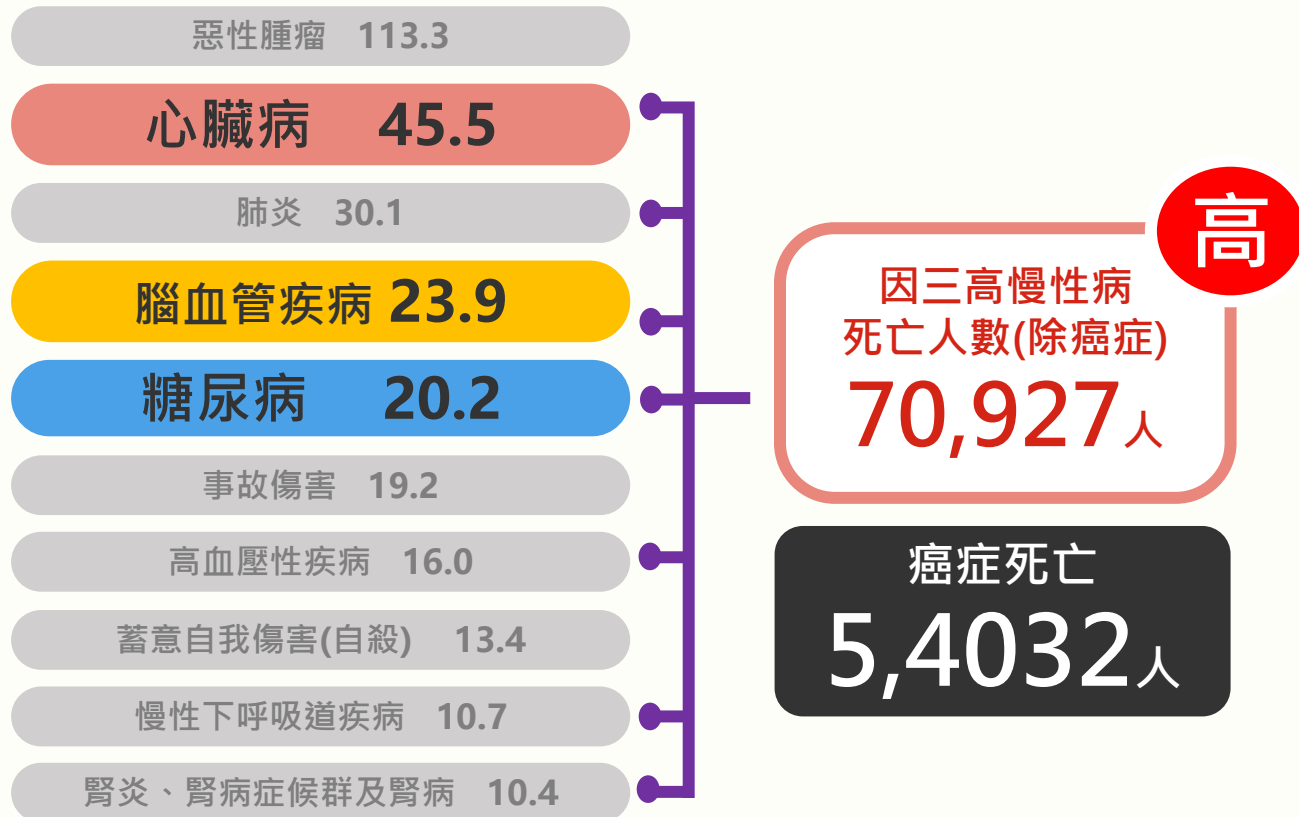 惡性腫瘤 113.3
心臟病 45.5
肺炎 30.1
腦血管疾病 23.9
糖尿病 20.2
事故傷害 19.2
高血壓性疾病 16.0
蓄意自我傷害(自殺) 13.4
慢性下呼吸道疾病 10.7
腎炎、腎病症候群及腎病 10.4
高
因三高慢性病
死亡人數(除癌症)
70,927人
癌症死亡
5,4032人